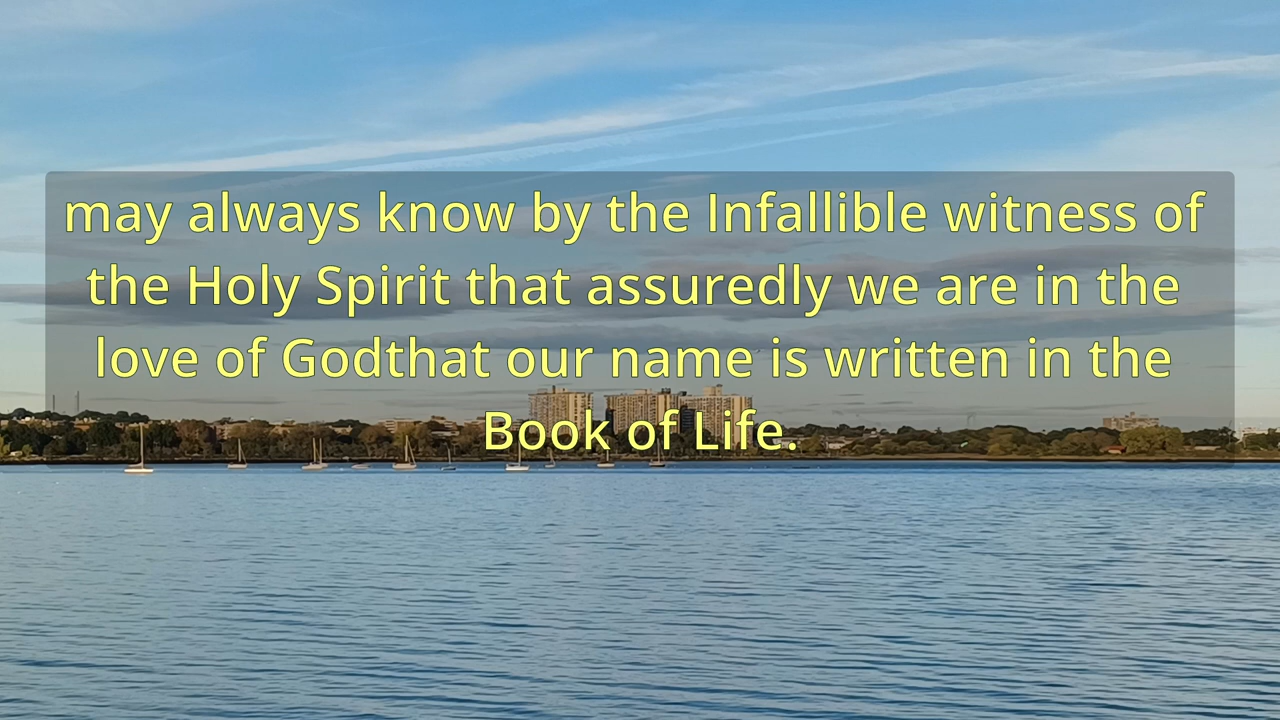 may always know by the Infallible witness of
the Holy Spirit that assuredly we are in the
love of Godthat our name is written in the
Book of Life.